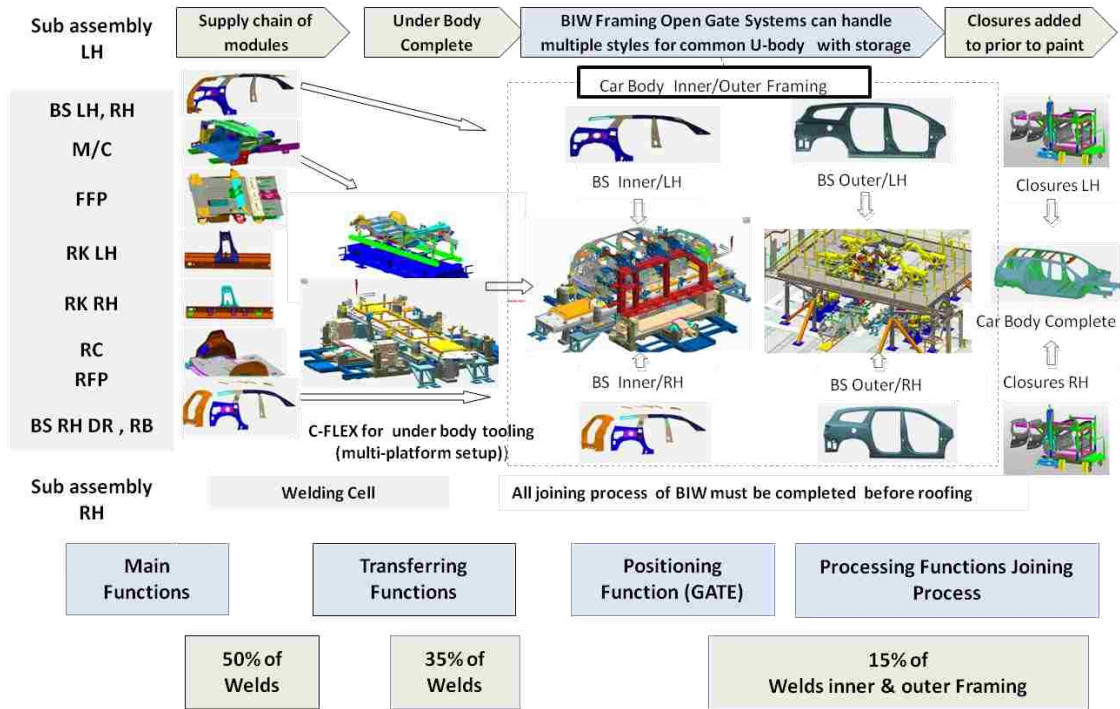 Sub assembly
LH
Supply chain of
modules
Under Body
Complete
BIW Framing Open Gate Systems can handle
multiple styles for common U-body with storage
Closures added
to prior to paint
Car Body Inner/Outer Framing
BS LH, RH
M/C
FFP
RK LH
RK RH
RC
RFP
BS RH DR , RB
BS Inner/LH
BS Outer/LH
Closures LH
Car Body Complete
BS Inner/RH
BS Outer/RH
Closures RH
C-FLEX for under body tooling
(multi-platform setup))
Sub assembly
RH
Welding Cell
All joining process of BIW must be completed before roofing
Main
Functions
Transferring
Functions
Positioning
Function (GATE)
Processing Functions Joining
Process
50% of
Welds
35% of
Welds
15% of
Welds inner & outer Framing